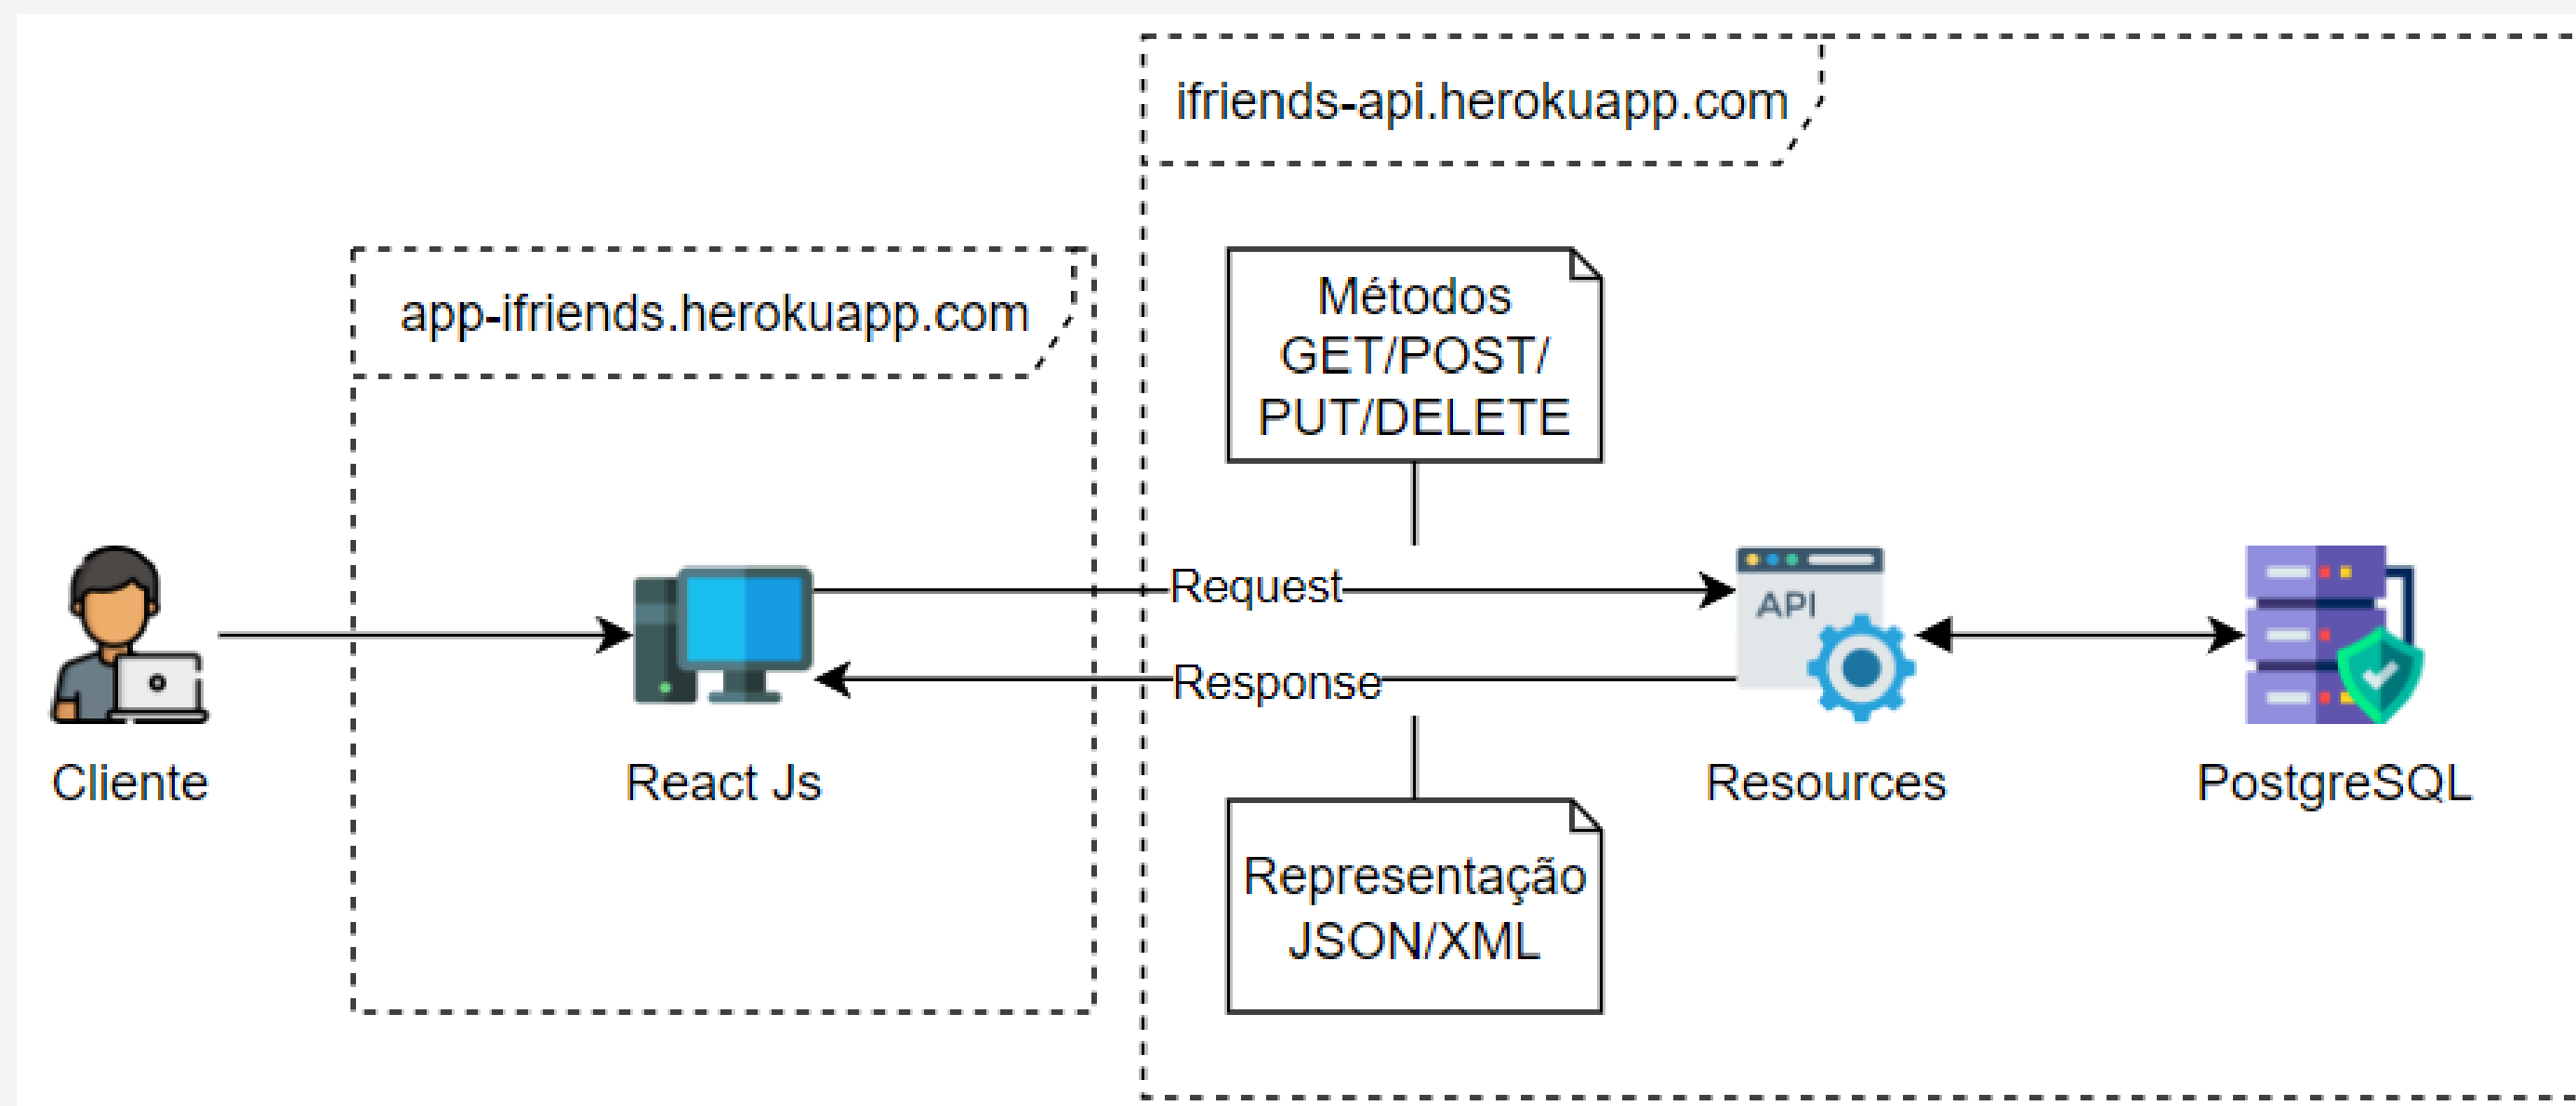 ifriends-api.herokuapp.com
app-ifriends.herokuapp.com
Métodos
GET/POST/
PUT/DELETE
Request
API
Response
Cliente
React Js
Resources
PostgreSQL
Representação
JSON/XML